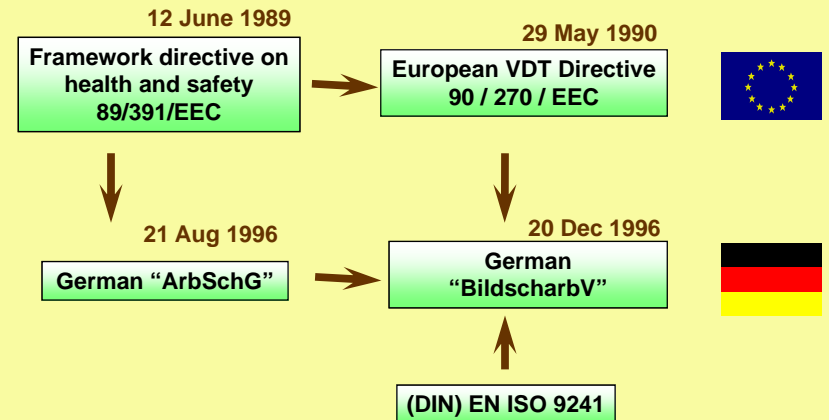 12 June 1989
29 May 1990
Framework directive on
health and safety
89/391/EEC
European VDT Directive
90 / 270 / EEC
21 Aug 1996
20 Dec 1996
German “ArbSchG”
German
“BildscharbV”
(DIN) EN ISO 9241